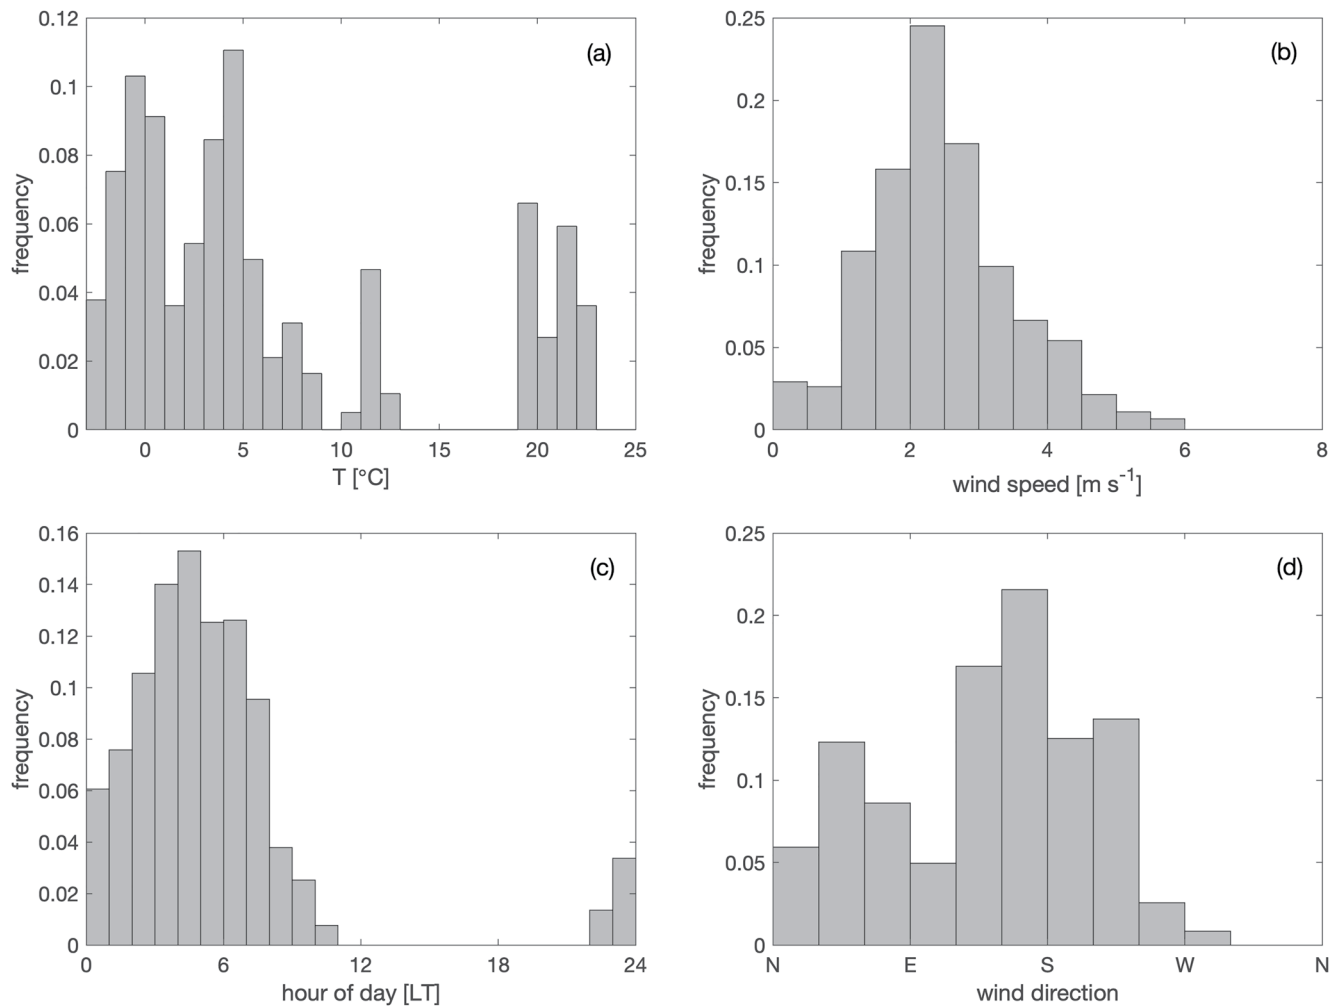 0.12
0.1
0.08
0.06
0.04
0.02
0
frequency
(a)
0
5
10
15
20
25
T [°C]
0.25
0.2
0.15
0.1
0.05
0
frequency
(b)
0
2
4
6
8
wind speed [m s-1]
0.16
0.14
0.12
0.1
0.08
0.06
0.04
0.02
0
frequency
(c)
0
6
12
18
24
hour of day [LT]
0.25
0.2
0.15
0.1
0.05
0
frequency
(d)
N
E
S
W
N
wind direction